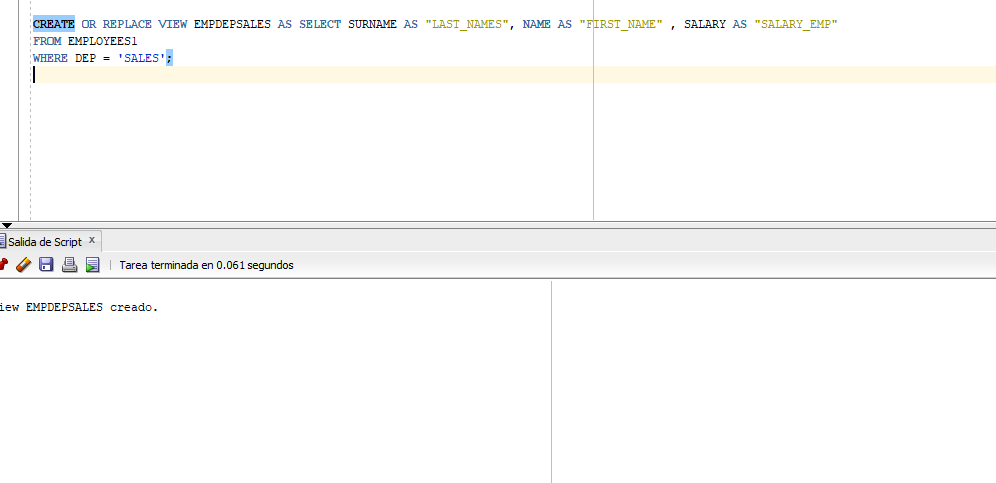 CREATE OR REPLACE VIEW EMPDEPSALES AS SELECT SURNAME AS "LAST_NAMES", NAME AS "FIRST_NAME" , SALARY AS "SALARY_EMP"
FROM EMPLOYEES1
WHERE DEP = 'SALES';
Salida de Script x
Tarea terminada en 0.061 segundos
iew EMPDEPSALES creado.